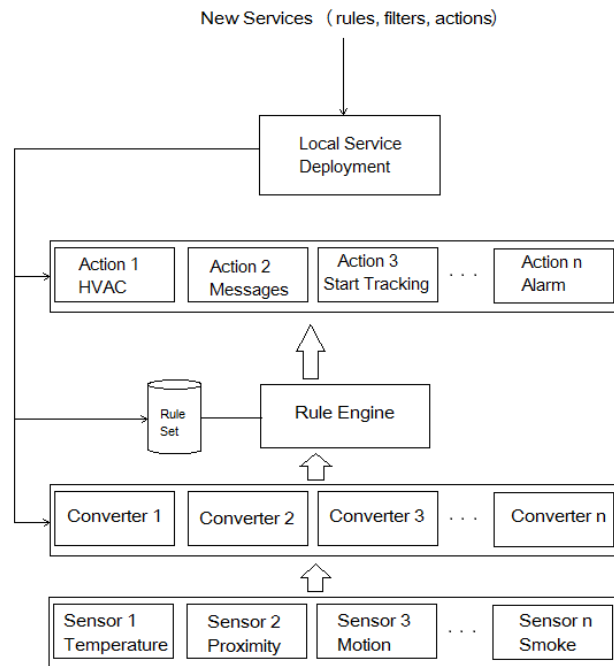 New Services (rules, filters, actions)
Local Service
Deployment
Action 1
HVAC
Action 2
Messages
Action 3
Start Tracking
. . .
Action n
Alarm
Rule
Set
Rule Engine
Converter 1
Converter 2
Converter 3
. . .
Converter n
Sensor 1
Temperature
Sensor 2
Proximity
Sensor 3
Motion
. . .
Sensor n
Smoke